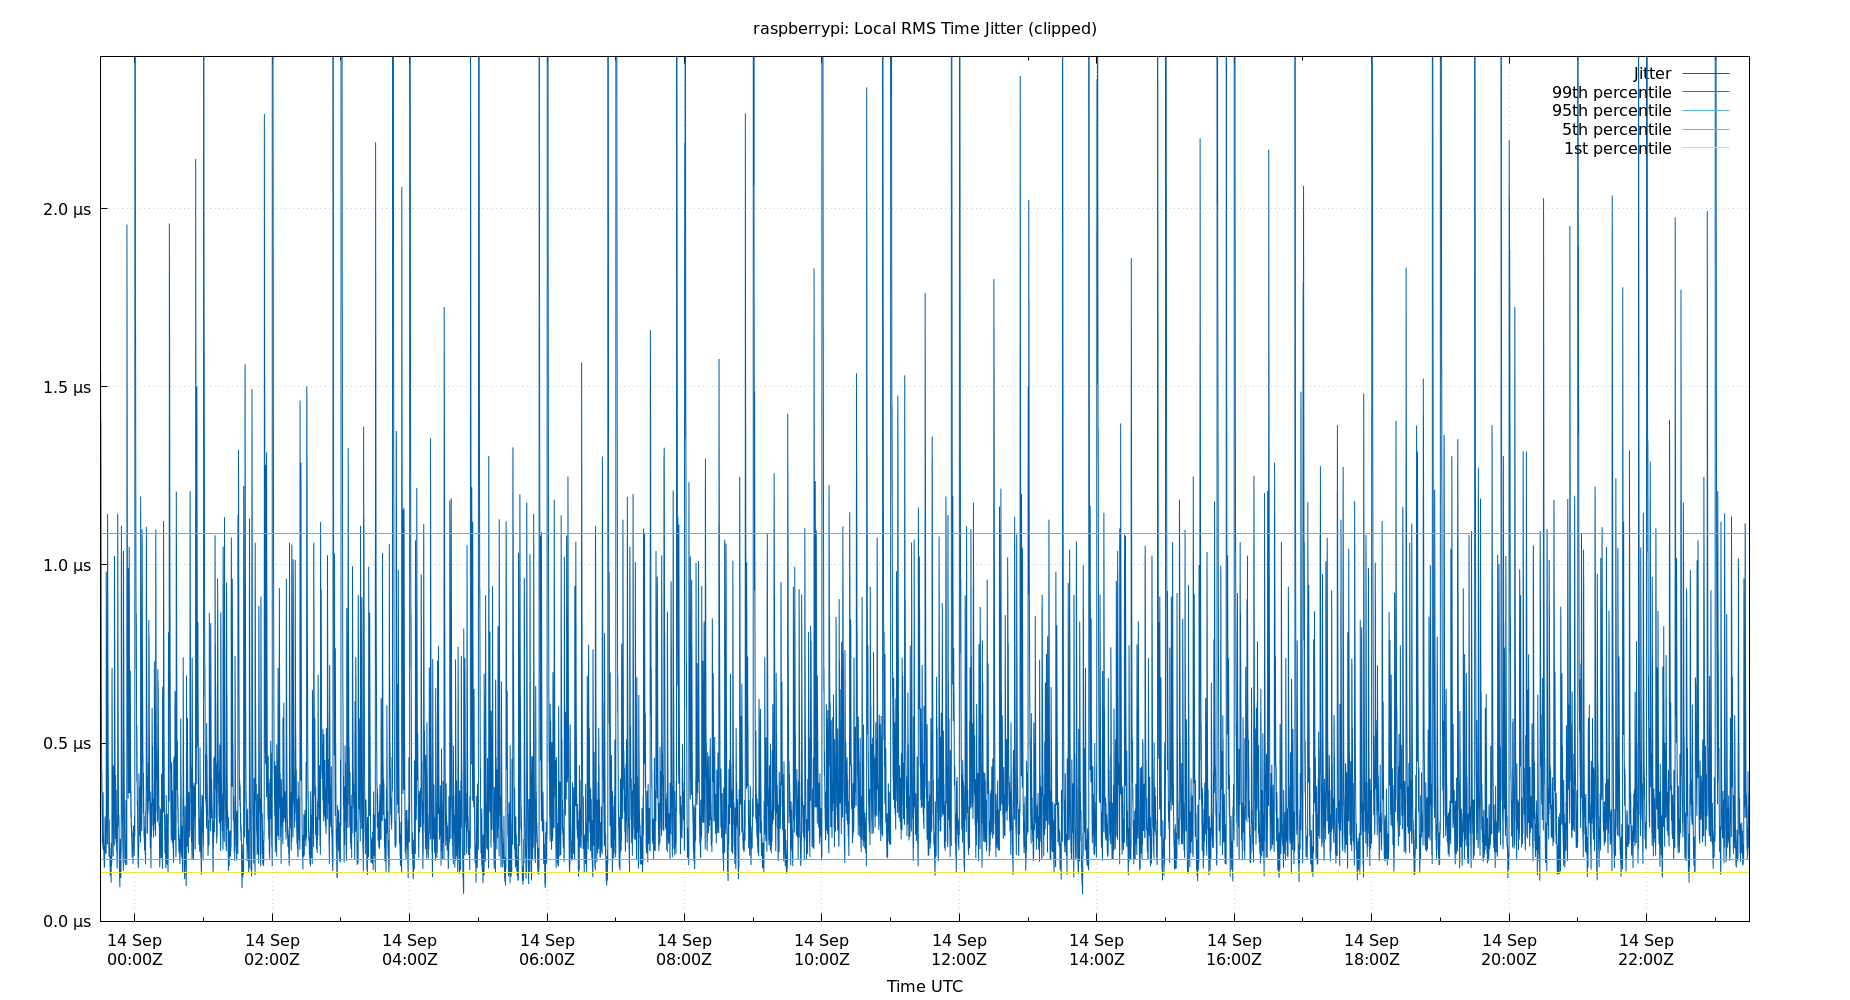 raspberrypi: Local RMS Time Jitter (clipped)
Jitter
99th percentile
95th percentile
5th percentile
1st percentile
2.0 µs
1.5 µs
1.0 µs
0.5 µs
0.0 µs
14 Sep 14 Sep 14 Sep 14 Sep 14 Sep 14 Sep 14 Sep 14 Sep 14 Sep 14 Sep 14 Sep 14 Sep
00:00Z 02:00Z 04:00Z 06:00Z 08:00Z 10:00Z 12:00Z 14:00Z 16:00Z 18:00Z 20:00Z 22:00Z
Time UTC